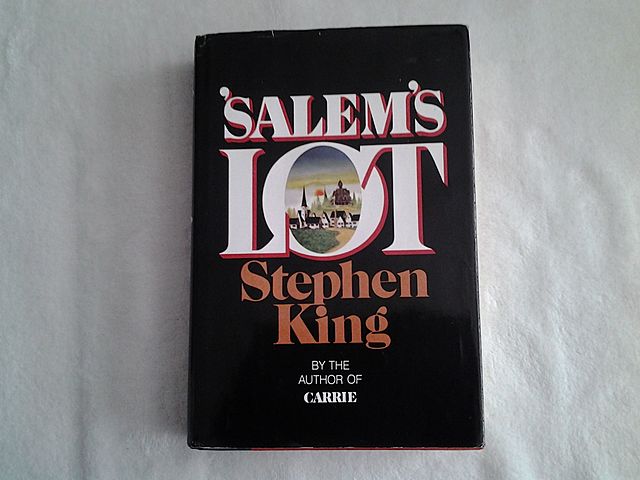 'SALEM'S
LOT
Stephen
King
BY THE
AUTHOR OF
CARRIE